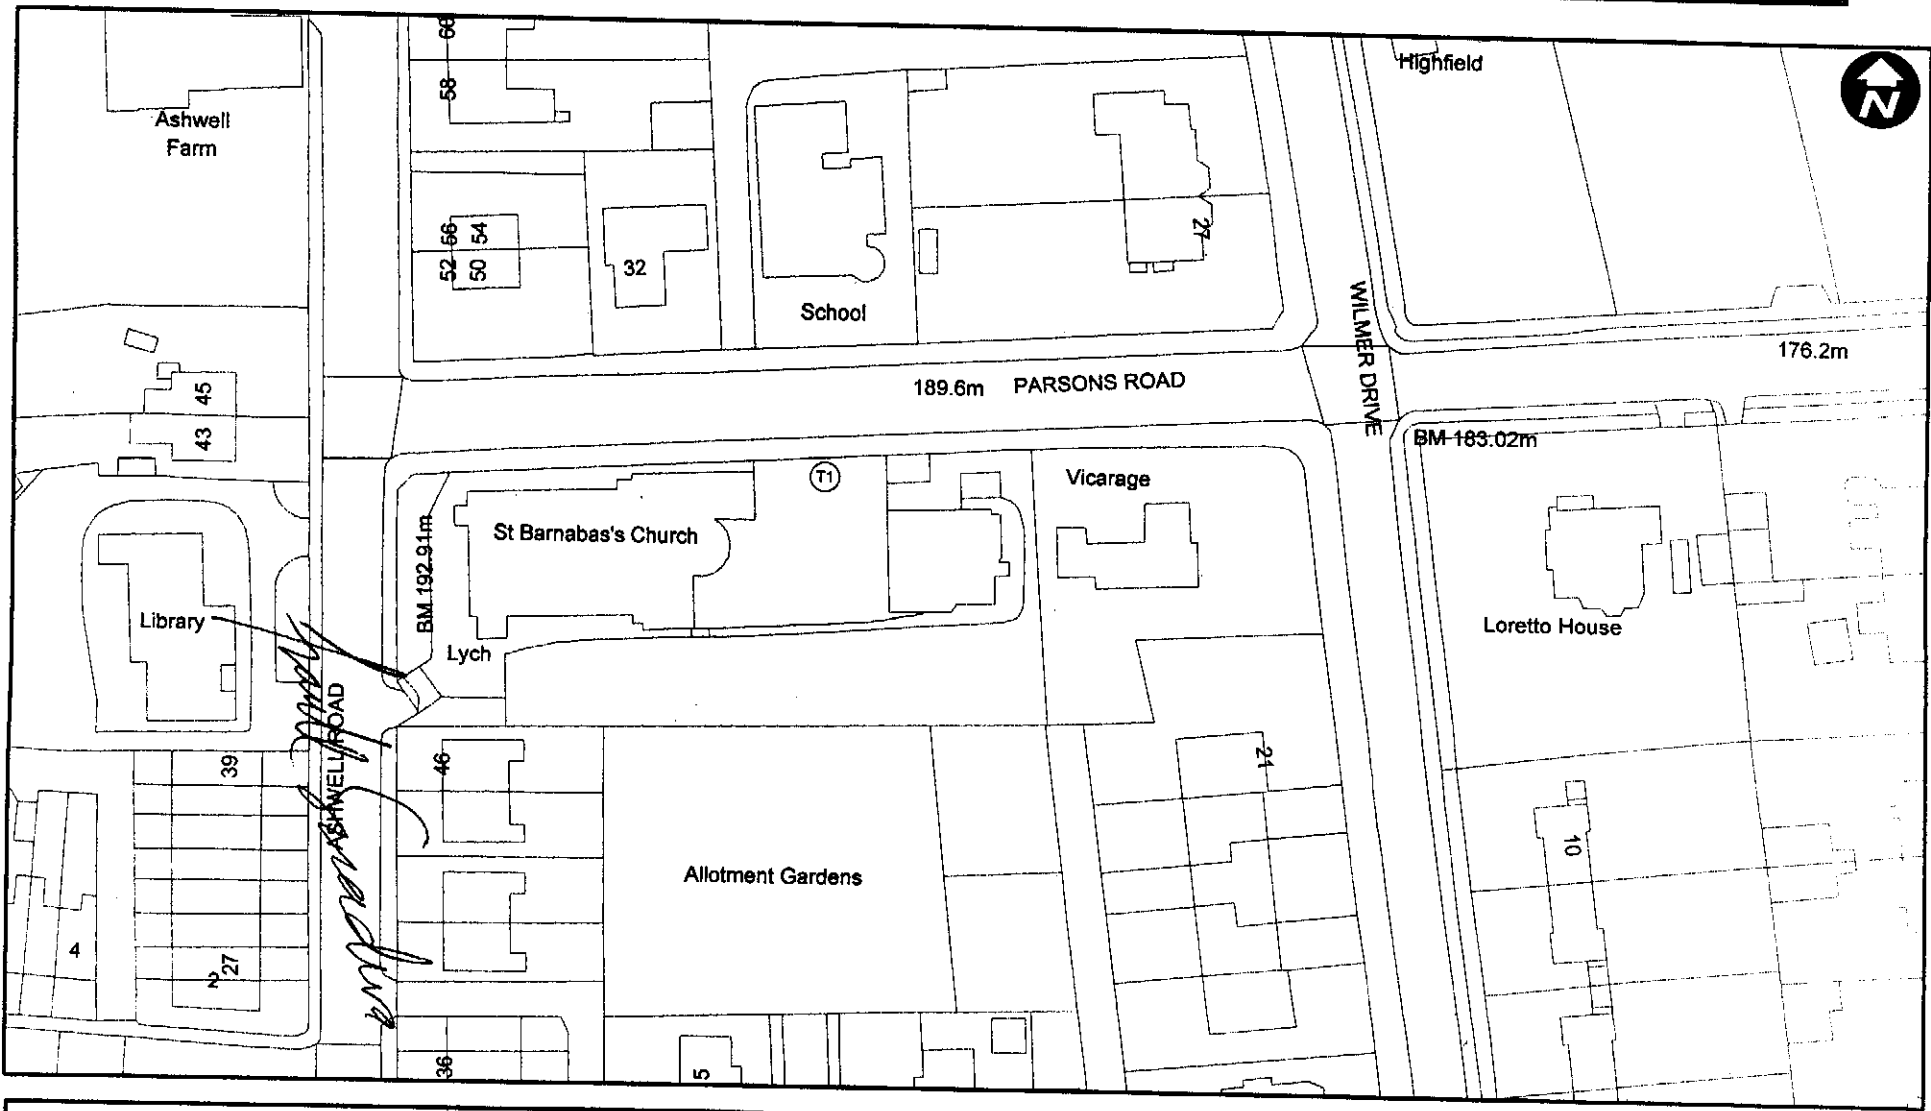 60
Highfield
N
58
Ashwell
Farm
56 54
52 50
32
27
School
WILMER DRIVE
176.2m
189.6m PARSONS ROAD
45
43
BM 183.02m
T1
Vicarage
St Barnabas's Church
BM 192.91m
Library
Lych
Loretto House
ASHWELL ROAD
39
46
21
10
Allotment Gardens
4
2
27
36
5